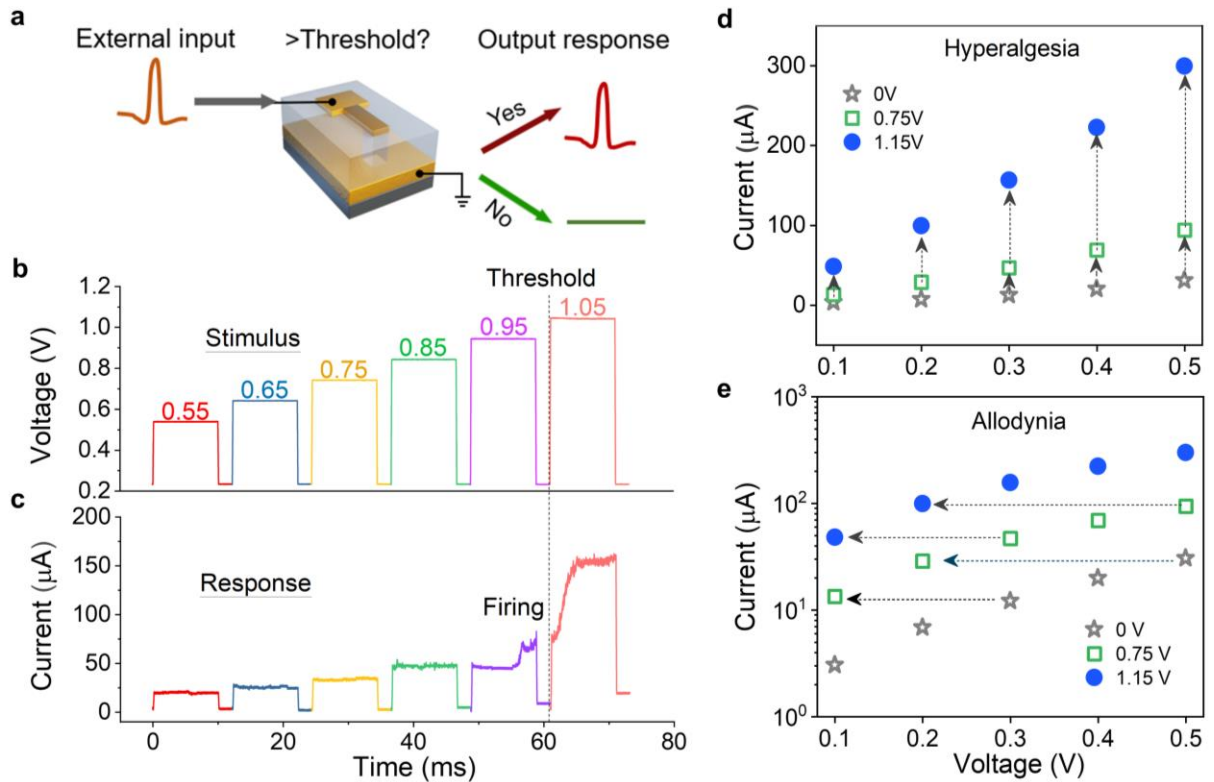 a
External input
>Threshold?
Output response
Yes
No
b
Threshold
1.2
1.0
0.8
0.6
0.4
0.2
Voltage (V)
Stimulus
0.55
0.65
0.75
0.85
0.95
1.05
c
200
150
100
50
0
Current (μA)
Response
Firing
0
20
40
60
80
Time (ms)
d
Hyperalgesia
300
200
100
0
Current (μA)
0V
0.75V
1.15V
0.1
0.2
0.3
0.4
0.5
e
Allodynia
10³
10²
10¹
10⁰
Current (μA)
0 V
0.75 V
1.15 V
0.1
0.2
0.3
0.4
0.5
Voltage (V)